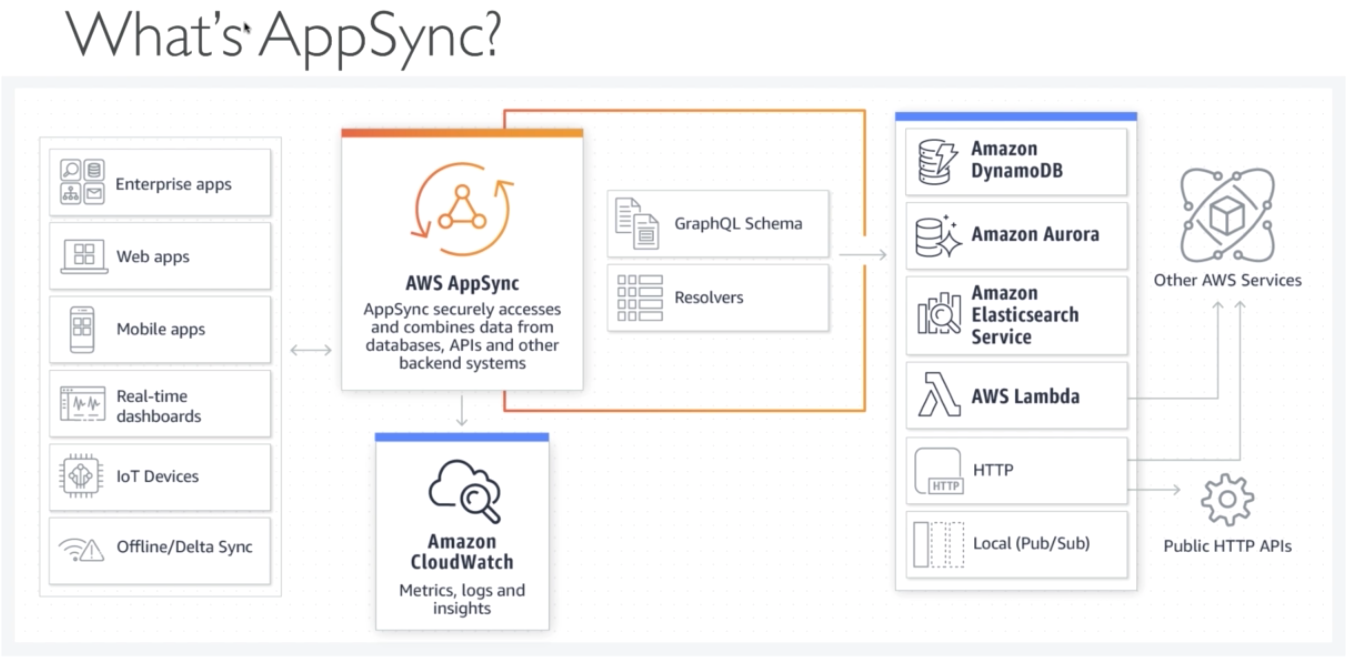 What's AppSync?
Enterprise apps
Web apps
Mobile apps
Real-time
dashboards
IoT Devices
Offline/Delta Sync
AWS AppSync
AppSync securely accesses
and combines data from
databases, APIs and other
backend systems
Amazon
CloudWatch
Metrics, logs and
insights
GraphQL Schema
Resolvers
Amazon
DynamoDB
Amazon Aurora
Amazon
Elasticsearch
Service
AWS Lambda
HTTP
HTTP
Local (Pub/Sub)
Other AWS Services
Public HTTP APIs